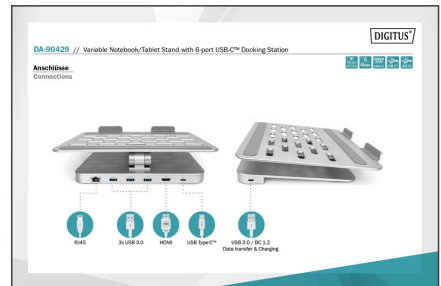 DIGITUS®
DA-90429 // Variable Notebook/Tablet Stand with 6-port USB-C™ Docking Station
Anschlüsse
Connections
RJ45
3x USB 3.0
HDMI
USB Type-C™
USB 3.0 / BC 1.2
Data transfer & Charging